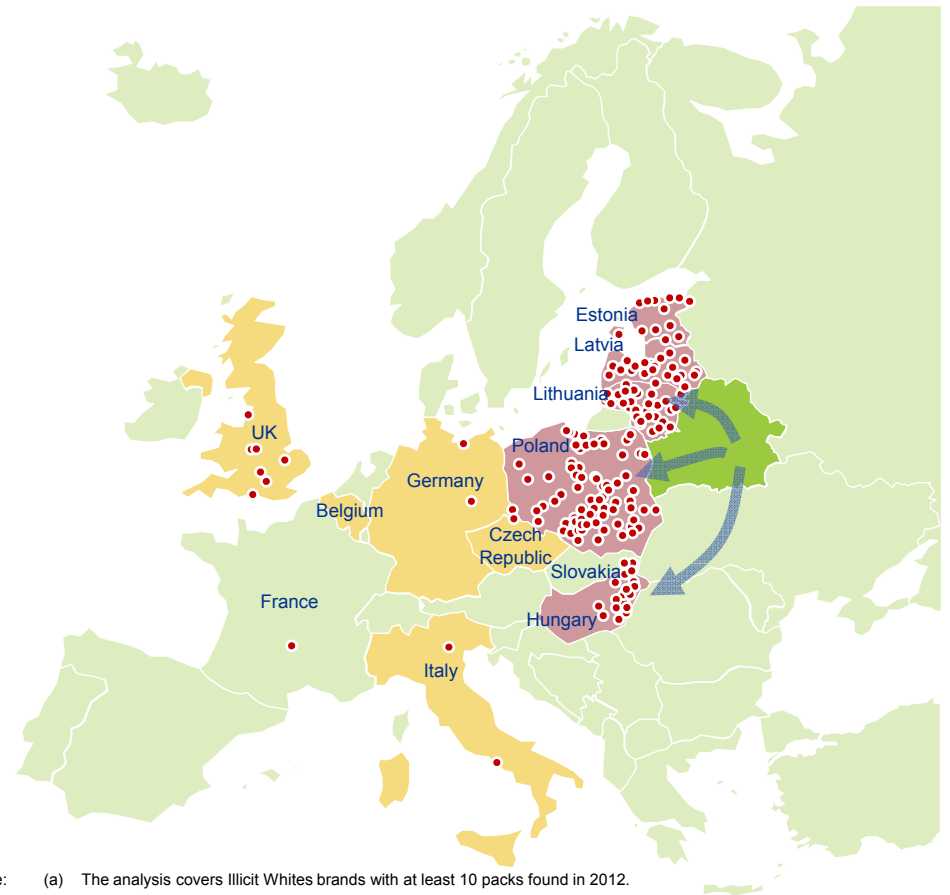 Estonia
Latvia
Lithuania
UK
Poland
Germany
Belgium
Czech
Republic
Slovakia
France
Hungary
Italy
e: (a) The analysis covers Illicit Whites brands with at least 10 packs found in 2012.